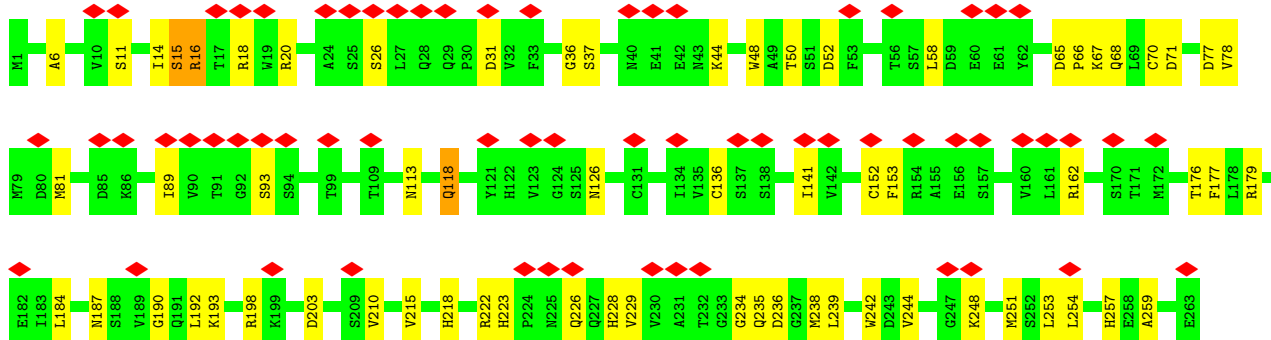 M1 A6 V10 S11 I14 S15 R16 T17 R18 W19 R20 A24 S25 S26 L27 Q28 Q29 P30 D31 V32 F33 G36 S37 N40 E41 E42 N43 K44 W48 A49 T50 S51 D52 F53 T56 S57 L58 D59 E60 E61 Y62 D65 P66 K67 Q68 L69 C70 D71 D77 V78
M79 D80 M81 D85 K86 I89 V90 T91 G92 S93 S94 T99 T109 N113 Q118 Y121 H122 V123 G124 S125 N126 C131 I134 V135 C136 S137 S138 I141 V142 C152 F153 R154 A155 E156 S157 V160 L161 R162 S170 T171 M172 T176 F177 L178 R179
E182 I183 L184 N187 S188 V189 G190 Q191 L192 K193 R198 K199 D203 S209 V210 V215 H218 R222 H223 P224 N225 Q226 Q227 H228 V229 V230 A231 T232 G233 G234 Q235 D236 G237 M238 L239 W242 D243 V244 G247 K248 M251 S252 L253 L254 H257 E258 A259 E263